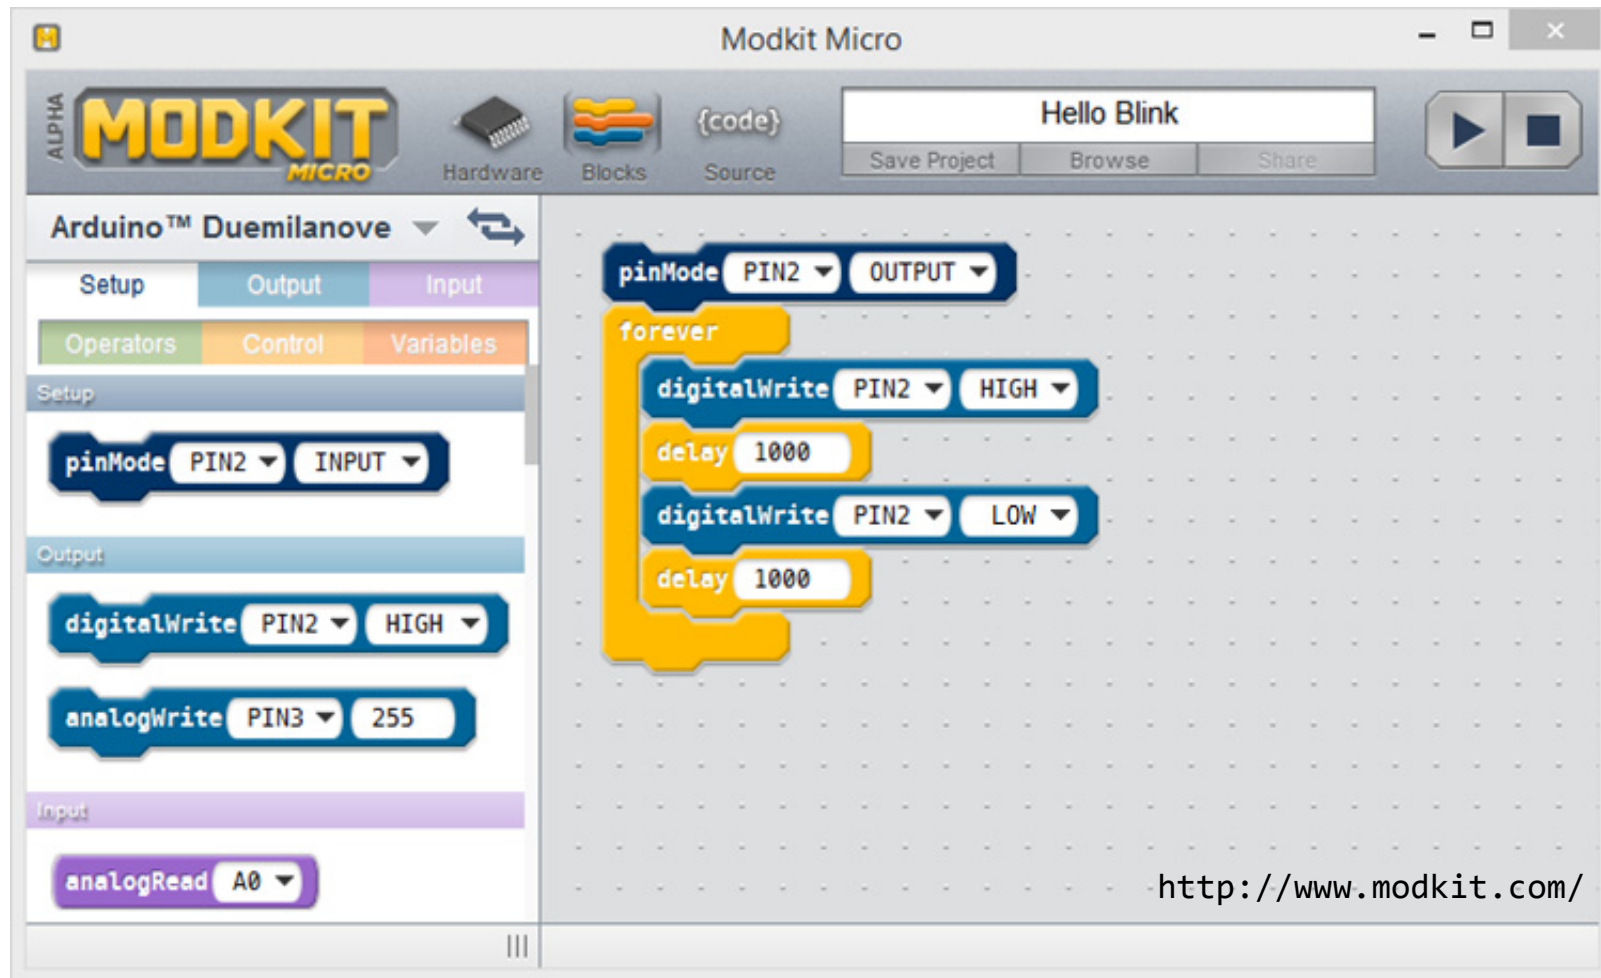 Modkit Micro
ALPHA
MODKIT
MICRO
Hardware
Blocks
{code}
Source
Hello Blink
Save Project Browse Share
Arduino™ Duemilanove
Setup Output Input
Operators Control Variables
Setup
pinMode PIN2 INPUT
Output
digitalWrite PIN2 HIGH
analogWrite PIN3 255
Input
analogRead A0
pinMode PIN2 OUTPUT
forever
digitalWrite PIN2 HIGH
delay 1000
digitalWrite PIN2 LOW
delay 1000
http://www.modkit.com/